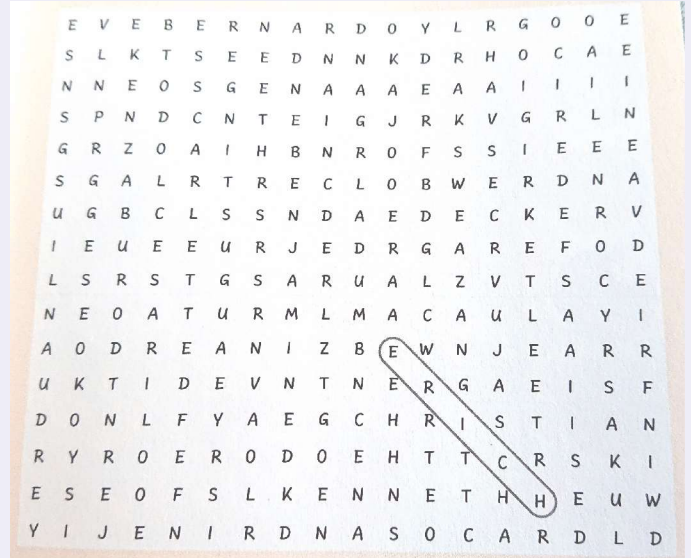 E V E B E R N A R D O Y L R G O O E
S L K T S E E D N N K D R H O C A E
N N E O S G E N A A A E A A I I I I
S P N D C N T E I G J R K V G R L N
G R Z O A I H B N R O F S S I E E E
S G A L R T R E C L O B W E R D N A
U G B C L S S N D A E D E C K E R V
I E U E E U R J E D R G A R E F O D
L S R S T G S A R U A L Z V T S C E
N E O A T U R M L M A C A U L A Y I
A O D R E A N I Z B E W N J E A R R
U K T I D E V N T N E R G A E I S F
D O N L F Y A E G C H R I S T I A N
R Y R O E R O D O E H T T C R S K I
E S E O F S L K E N N E T H H E U W
Y I J E N I R D N A S O C A R D L D